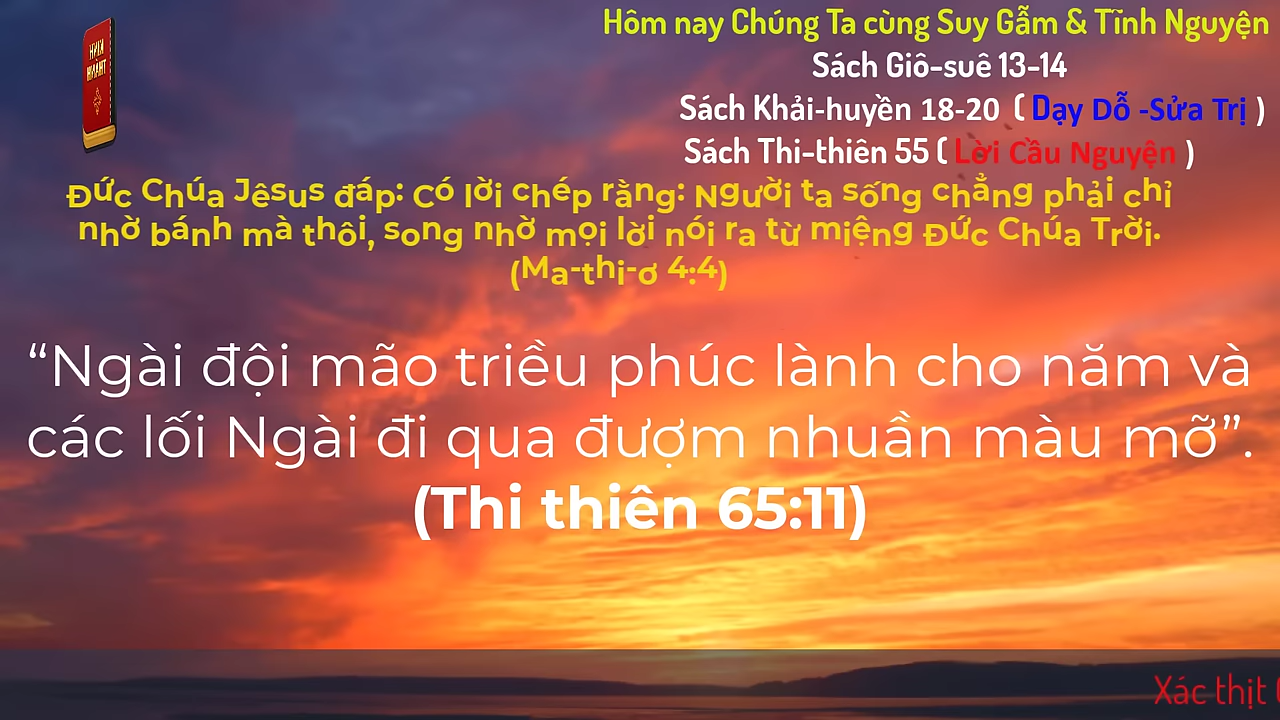 Hôm nay Chúng Ta cùng Suy Gẫm & Tĩnh Nguyện
Sách Giô-suê 13-14
Sách Khải-huyền 18-20 ( Dạy Dỗ -Sửa Trị )
Sách Thi-thiên 55 ( Lời Cầu Nguyện )
KINH
THÁNH
Đức Chúa Jêsus đáp: Có lời chép rằng: Người ta sống chẳng phải chỉ
nhờ bánh mà thôi, song nhờ mọi lời nói ra từ miệng Đức Chúa Trời.
(Ma-thi-ơ 4:4)
“Ngài đội mão triều phúc lành cho năm và
các lối Ngài đi qua đượm nhuần màu mỡ”.
(Thi thiên 65:11)
Xác thịt